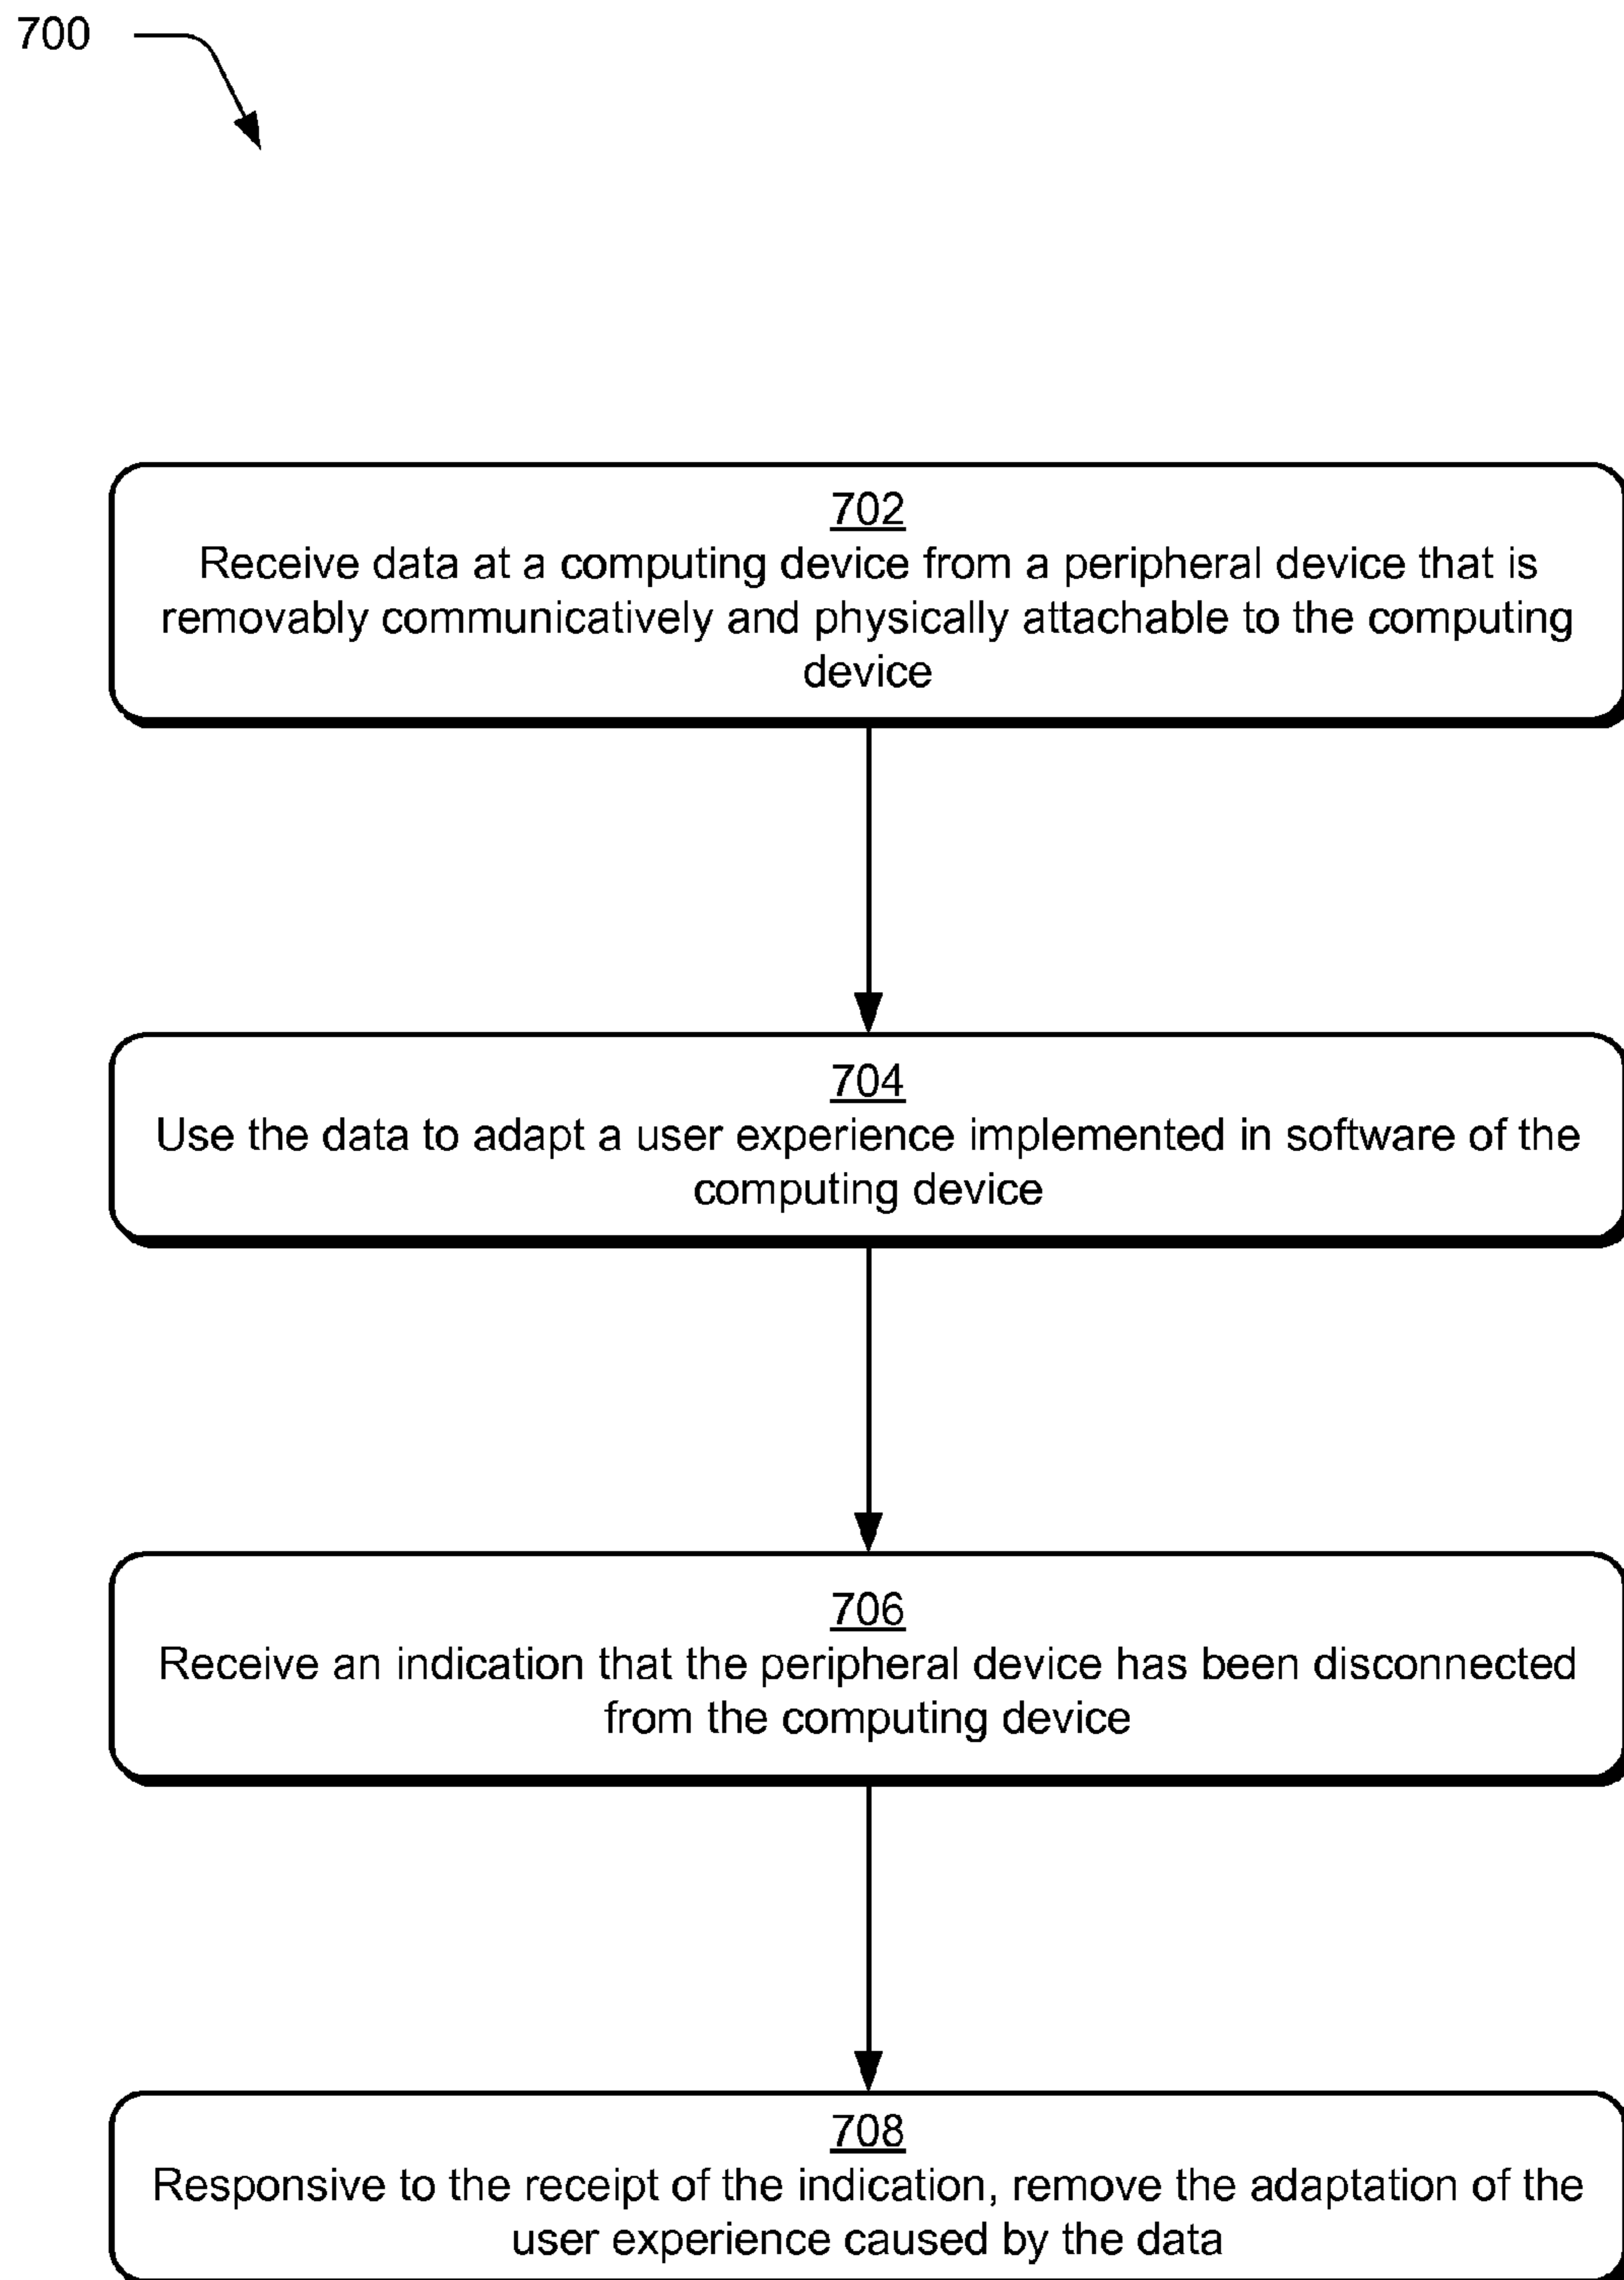 700
702
Receive data at a computing device from a peripheral device that is
removably communicatively and physically attachable to the computing
device
704
Use the data to adapt a user experience implemented in software of the
computing device
706
Receive an indication that the peripheral device has been disconnected
from the computing device
708
Responsive to the receipt of the indication, remove the adaptation of the
user experience caused by the data